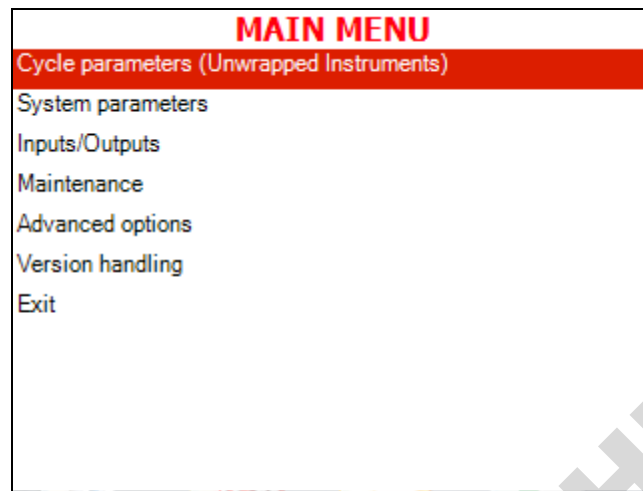 MAIN MENU
Cycle parameters (Unwrapped Instruments)
System parameters
Inputs/Outputs
Maintenance
Advanced options
Version handling
Exit